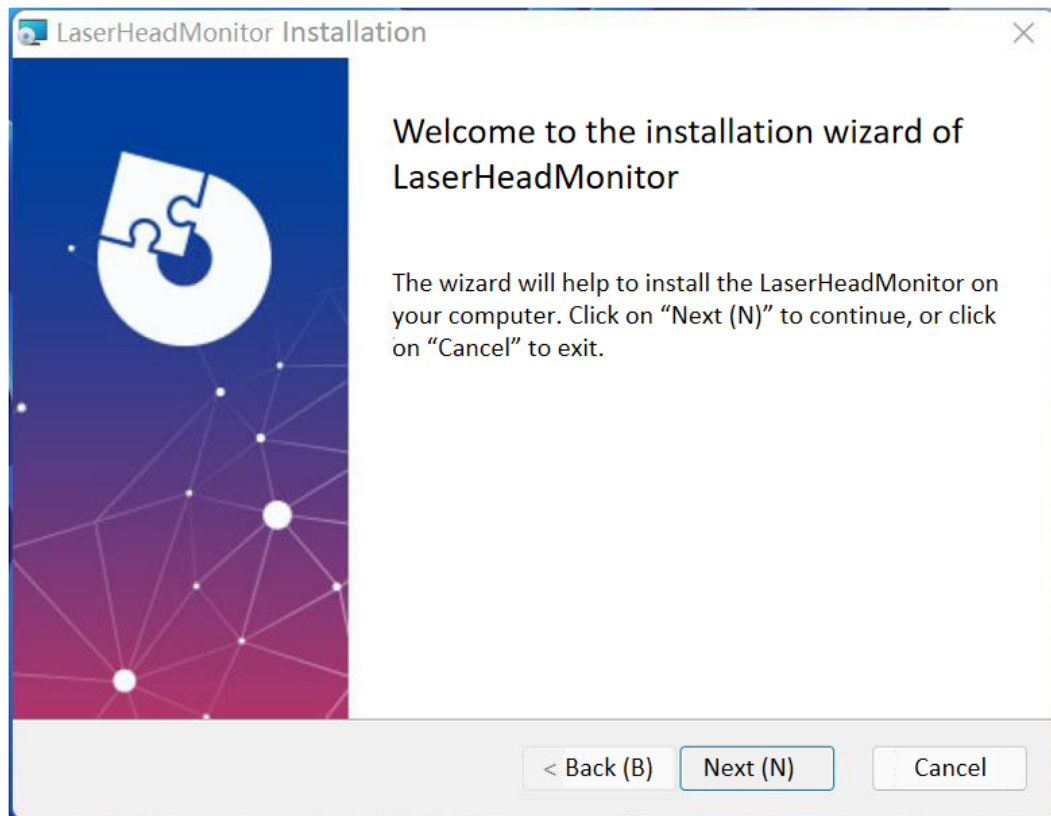 LaserHeadMonitor Installation
Welcome to the installation wizard of
LaserHeadMonitor
The wizard will help to install the LaserHeadMonitor on
your computer. Click on “Next (N)” to continue, or click
on “Cancel” to exit.
< Back (B) Next (N) Cancel